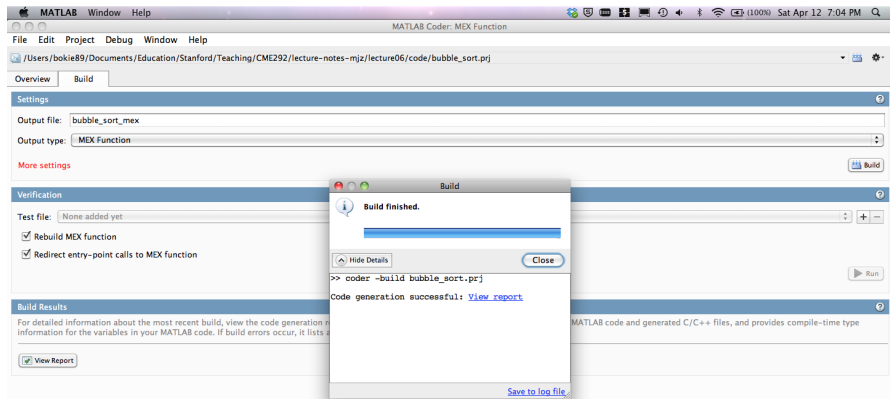 MATLAB Window Help
(100%) Sat Apr 12 7:04 PM
MATLAB Coder: MEX Function
File Edit Project Debug Window Help
/Users/bokie89/Documents/Education/Stanford/Teaching/CME292/lecture-notes-mjz/lecture06/code/bubble_sort.prj
Overview Build
Settings
Output file: bubble_sort_mex
Output type: MEX Function
More settings
Build
Verification
Test file: None added yet
Rebuild MEX function
Redirect entry-point calls to MEX function
Run
Build Results
For detailed information about the most recent build, view the code generation r
MATLAB code and generated C/C++ files, and provides compile-time type
information for the variables in your MATLAB code. If build errors occur, it lists a
View Report
Build
Build finished.
Hide Details Close
>> coder -build bubble_sort.prj
Code generation successful: View report
Save to log file